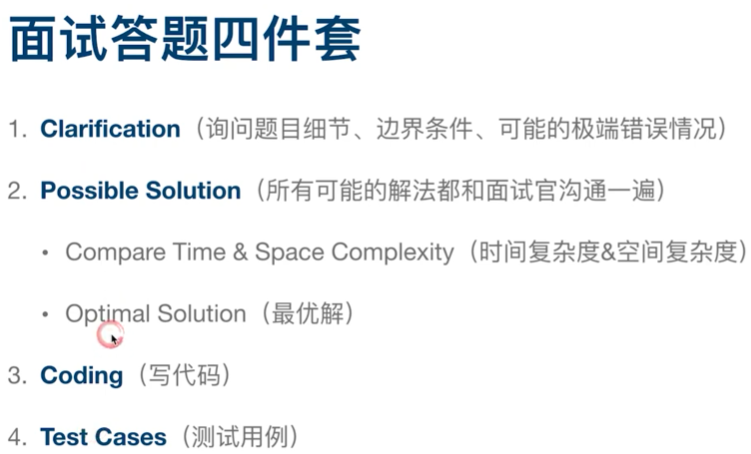 面试答题四件套
1. Clarification（询问题目细节、边界条件、可能的极端错误情况）
2. Possible Solution（所有可能的解法都和面试官沟通一遍）
• Compare Time & Space Complexity（时间复杂度&空间复杂度）
• Optimal Solution（最优解）
3. Coding（写代码）
4. Test Cases（测试用例）